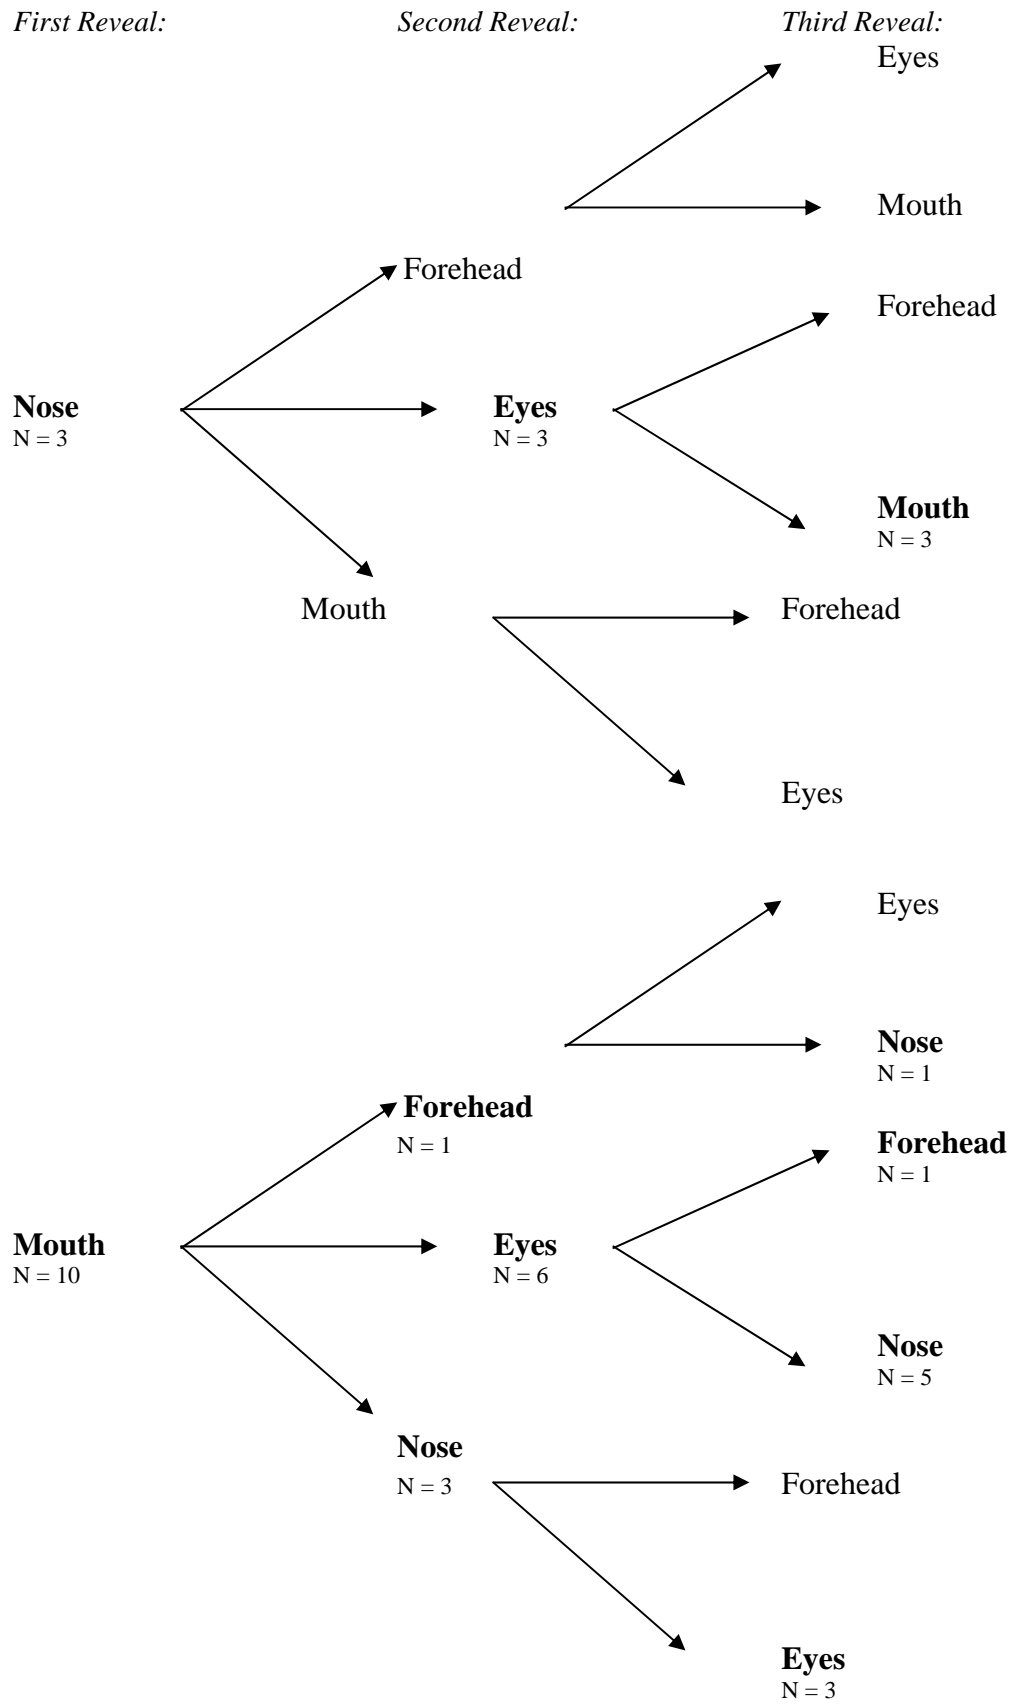 First Reveal: Second Reveal: Third Reveal:
Eyes
Mouth
Forehead
Forehead
Nose Eyes
N = 3 N = 3
Mouth
N = 3
Mouth Forehead
Eyes
Eyes
Nose
N = 1
Forehead
N = 1
Forehead
N = 1
Mouth Eyes
N = 10 N = 6
Nose
N = 5
Nose
N = 3
Forehead
Eyes
N = 3